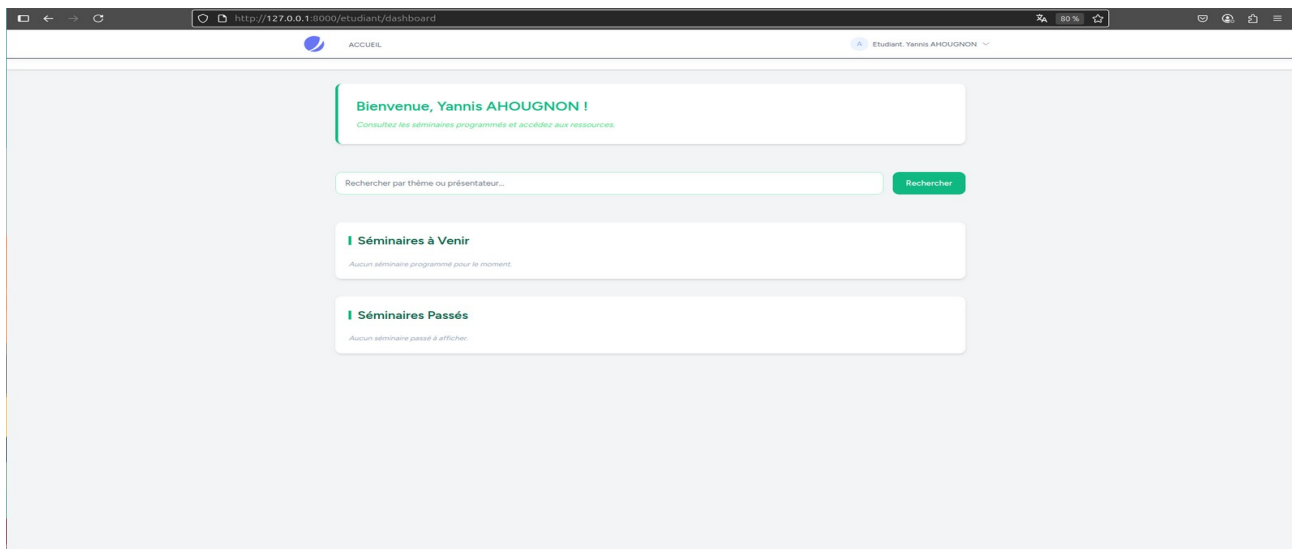 http://127.0.0.1:8000/etudiant/dashboard 80 %
ACCUEIL A Etudiant. Yannis AHOUGNON
Bienvenue, Yannis AHOUGNON !
Consultez les séminaires programmés et accédez aux ressources.
Rechercher par thème ou présentateur... Rechercher
Séminaires à Venir
Aucun séminaire programmé pour le moment.
Séminaires Passés
Aucun séminaire passé à afficher.